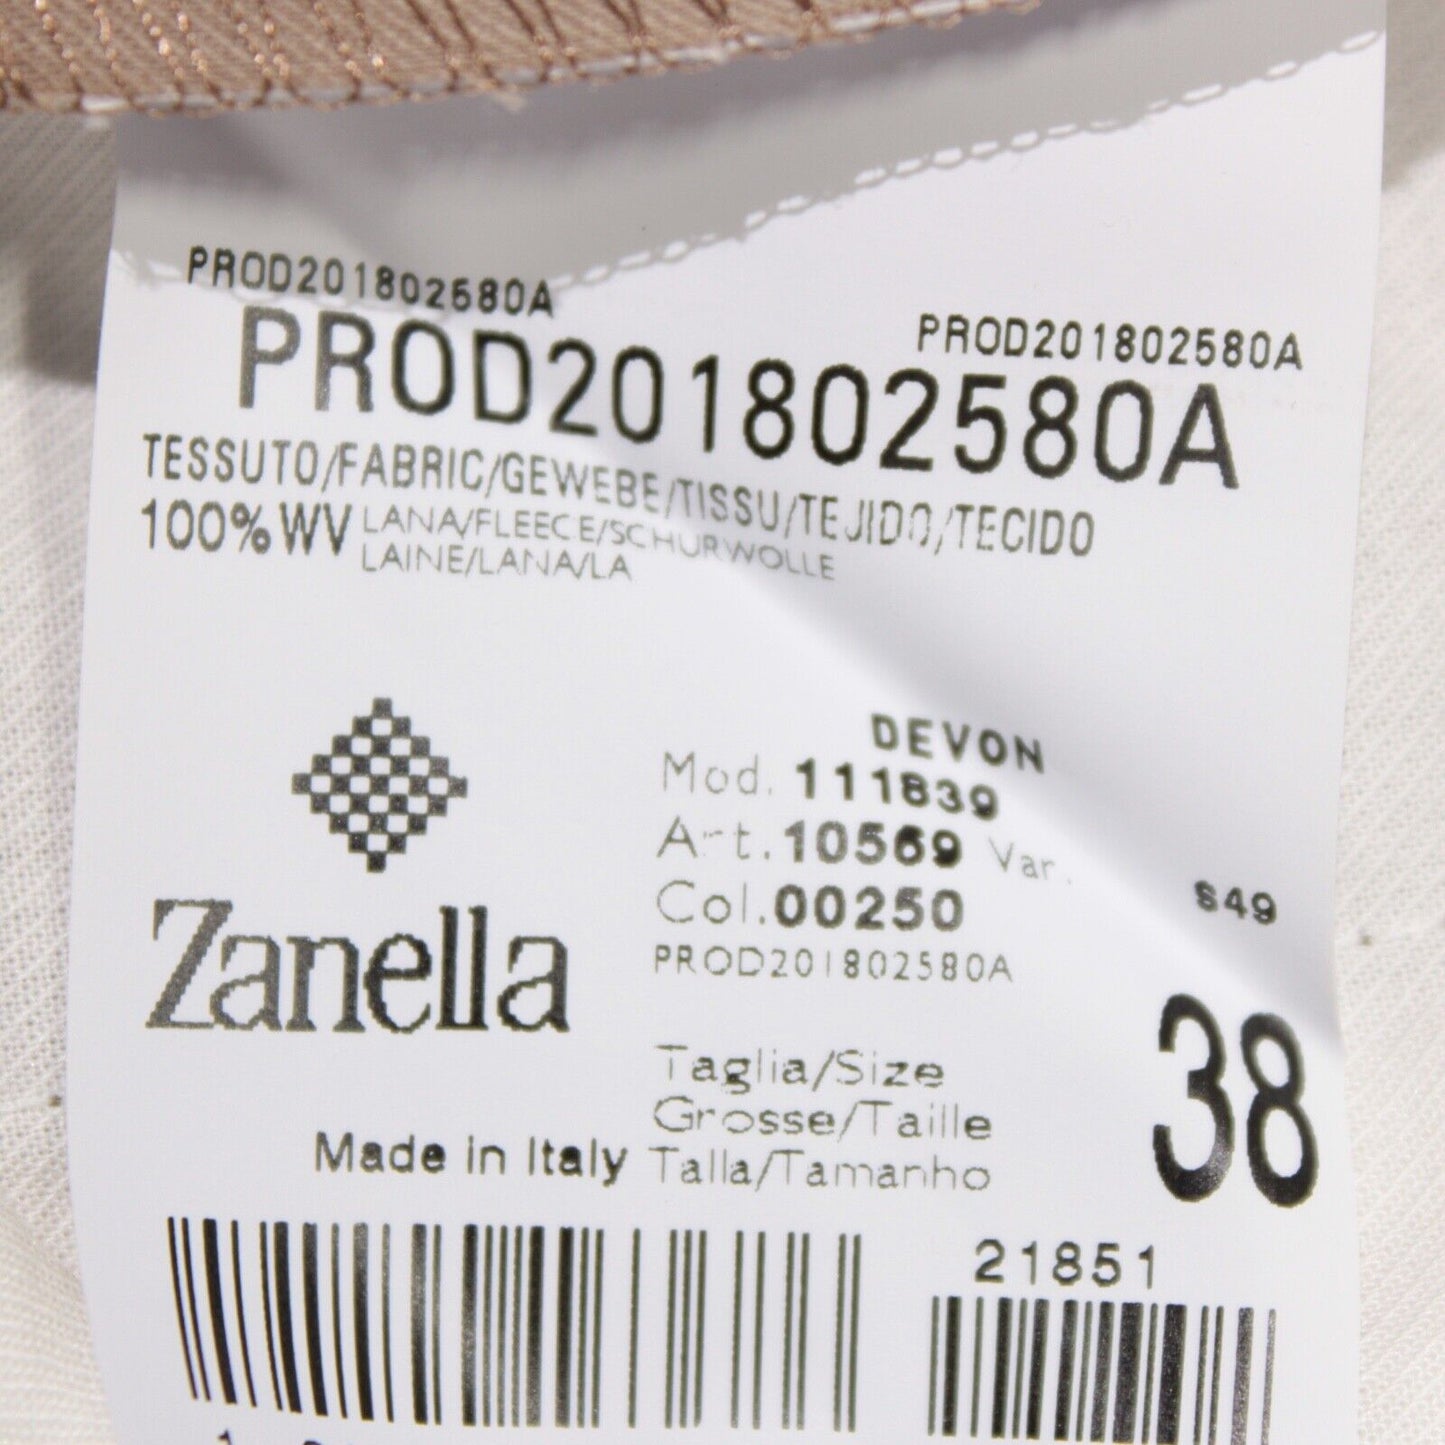 PROD201802580A
PROD201802580A
PROD201802580A
TESSUTO/FABRIC/GEWEBE/TISSU/TEJIDO/TECIDO
100% WV LANA/FLEECE/SCHURWOLLE
LAINE/LANA/LA
DEVON
Mod. 111839
Art. 10569 Var. S49
Col. 00250
PROD201802580A
Zanella
Taglia/Size
Grosse/Taille
Talla/Tamanho
38
Made in Italy
21851